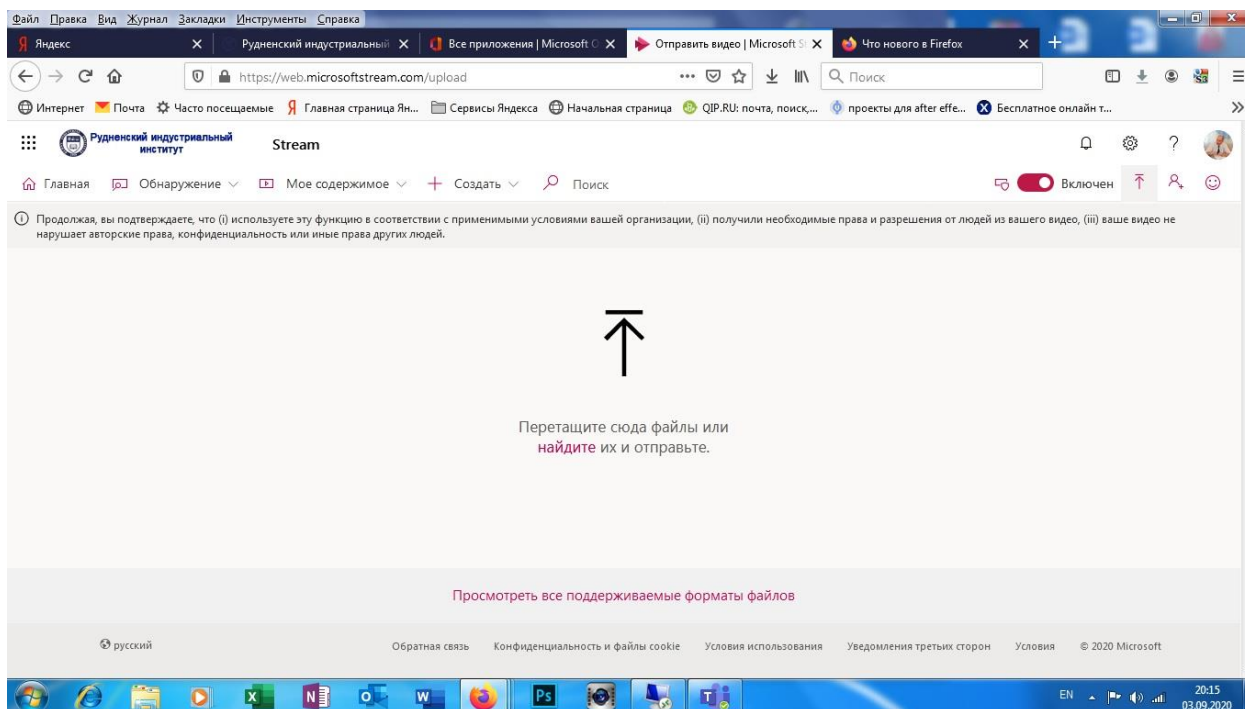 Файл Правка Вид Журнал Закладки Инструменты Справка
Яндекс
Рудненский индустриальный
Все приложения | Microsoft O
Отправить видео | Microsoft St
Что нового в Firefox
https://web.microsoftstream.com/upload
Поиск
Интернет Почта Часто посещаемые Главная страница Ян... Сервисы Яндекса Начальная страница QIP.RU: почта, поиск,... проекты для after effe... Бесплатное онлайн т...
Рудненский индустриальный
институт
Stream
Главная Обнаружение Мое содержимое Создать Поиск Включен
Продолжая, вы подтверждаете, что (i) используете эту функцию в соответствии с применимыми условиями вашей организации, (ii) получили необходимые права и разрешения от людей из вашего видео, (iii) ваше видео не
нарушает авторские права, конфиденциальность или иные права других людей.
Перетащите сюда файлы или
найдите их и отправьте.
Просмотреть все поддерживаемые форматы файлов
русский Обратная связь Конфиденциальность и файлы cookie Условия использования Уведомления третьих сторон Условия © 2020 Microsoft
EN 20:15
03.09.2020